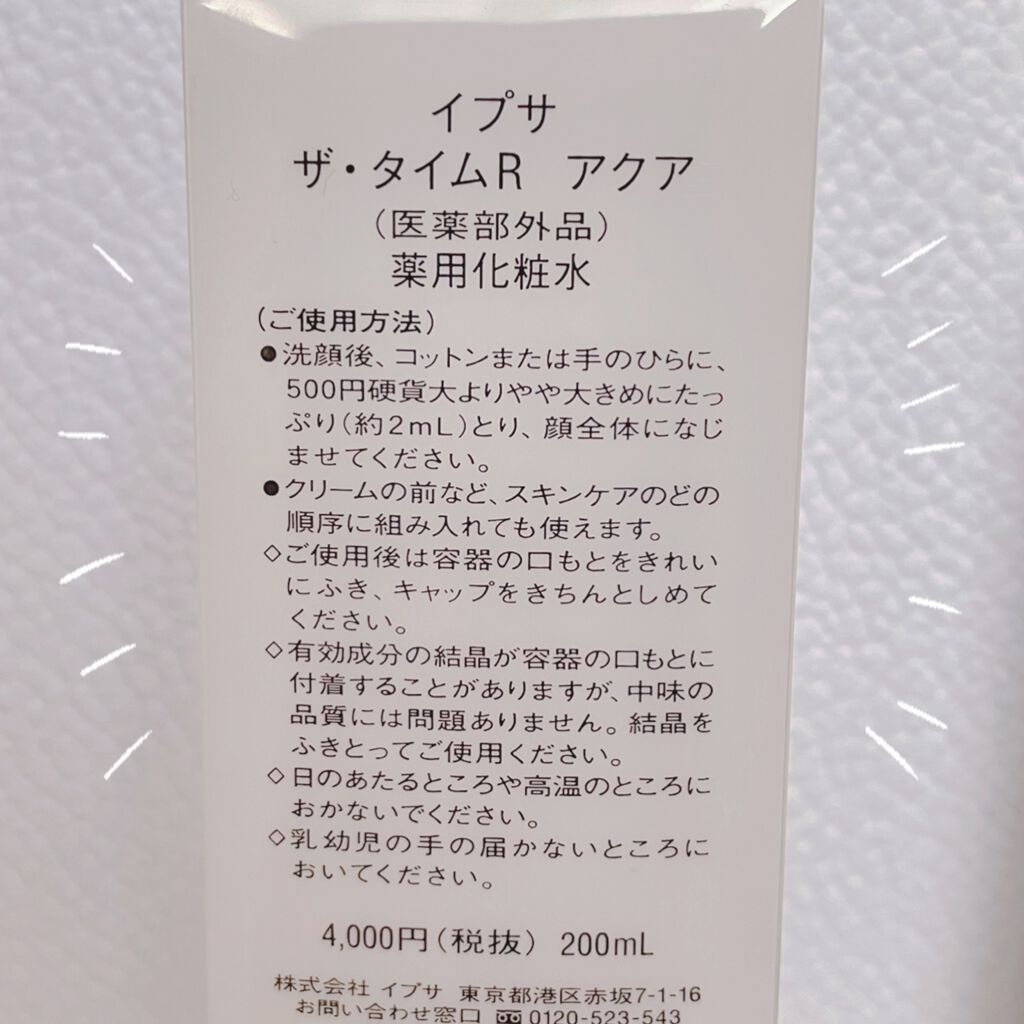 イプサ
ザ・タイムR アクア
（医薬部外品）
薬用化粧水
（ご使用方法）
●洗顔後、コットンまたは手のひらに、
500円硬貨大よりやや大きめにたっ
ぷり（約2mL）とり、顔全体になじ
ませてください。
●クリームの前など、スキンケアのどの
順序に組み入れても使えます。
◇ご使用後は容器の口もとをきれい
にふき、キャップをきちんとしめて
ください。
◇有効成分の結晶が容器の口もとに
付着することがありますが、中味の
品質には問題ありません。結晶を
ふきとってご使用ください。
◇日のあたるところや高温のところに
おかないでください。
◇乳幼児の手の届かないところに
おいてください。
4,000円（税抜） 200mL
株式会社 イプサ 東京都港区赤坂7-1-16
お問い合わせ窓口 0120-523-543